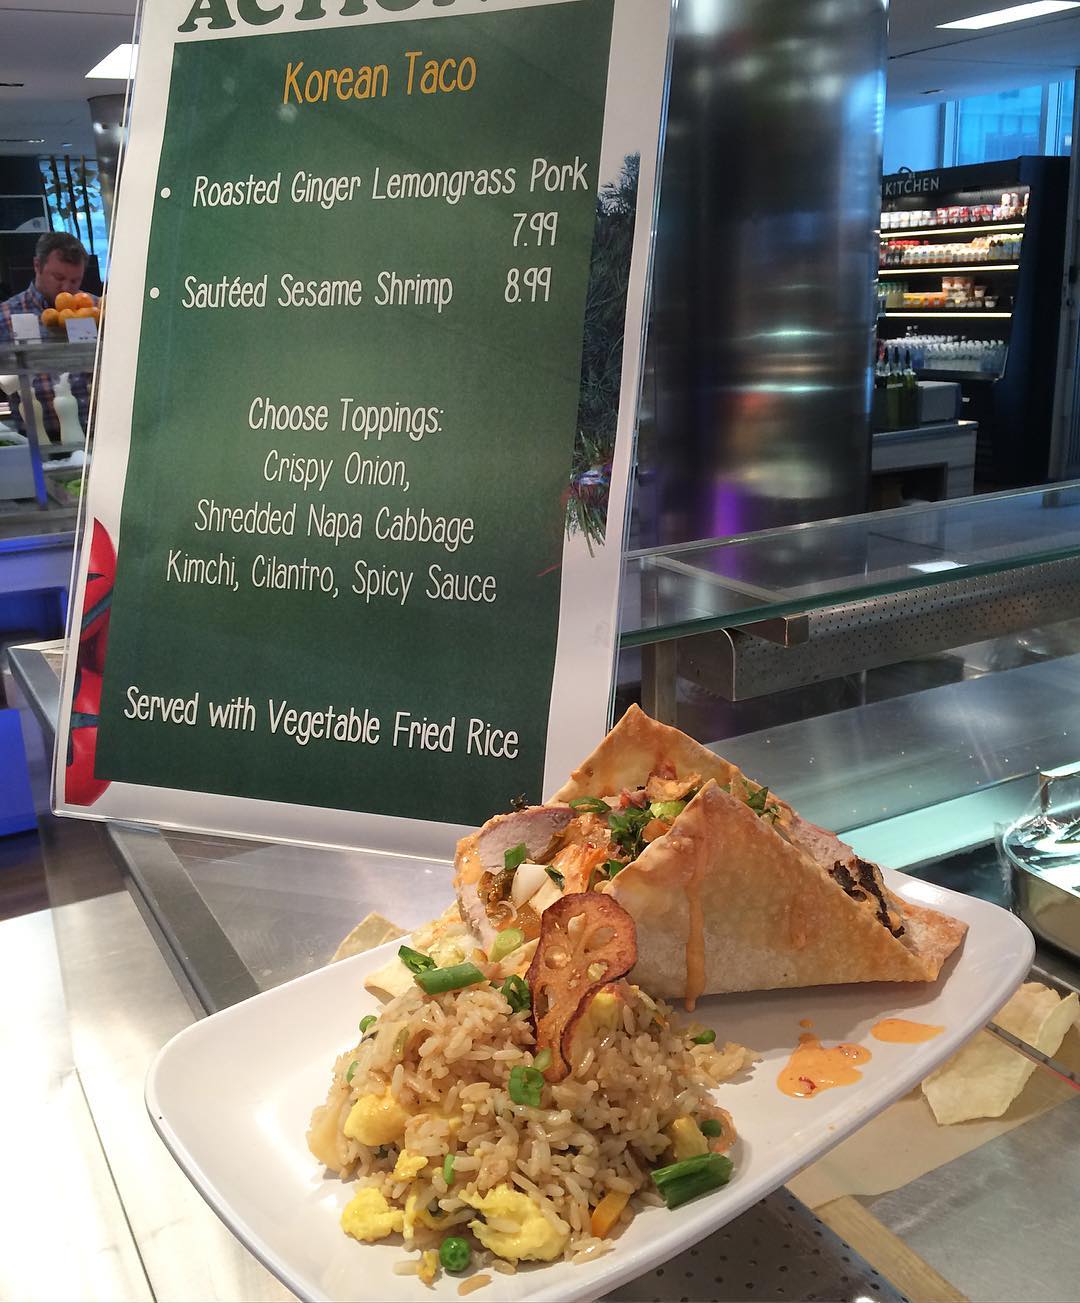 ACTION
Korean Taco
• Roasted Ginger Lemongrass Pork
7.99
• Sautéed Sesame Shrimp 8.99
Choose Toppings:
Crispy Onion,
Shredded Napa Cabbage
Kimchi, Cilantro, Spicy Sauce
Served with Vegetable Fried Rice
KITCHEN